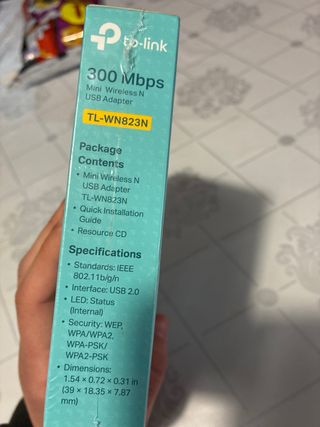 tp-link
300 Mbps
Mini Wireless N
USB Adapter
TL-WN823N
Package
Contents
• Mini Wireless N
USB Adapter
TL-WN823N
• Quick Installation
Guide
• Resource CD
Specifications
• Standards: IEEE
802.11b/g/n
• Interface: USB 2.0
• LED: Status
(Internal)
• Security: WEP,
WPA/WPA2,
WPA-PSK/
WPA2-PSK
• Dimensions:
1.54 × 0.72 × 0.31 in
(39 × 18.35 × 7.87
mm)